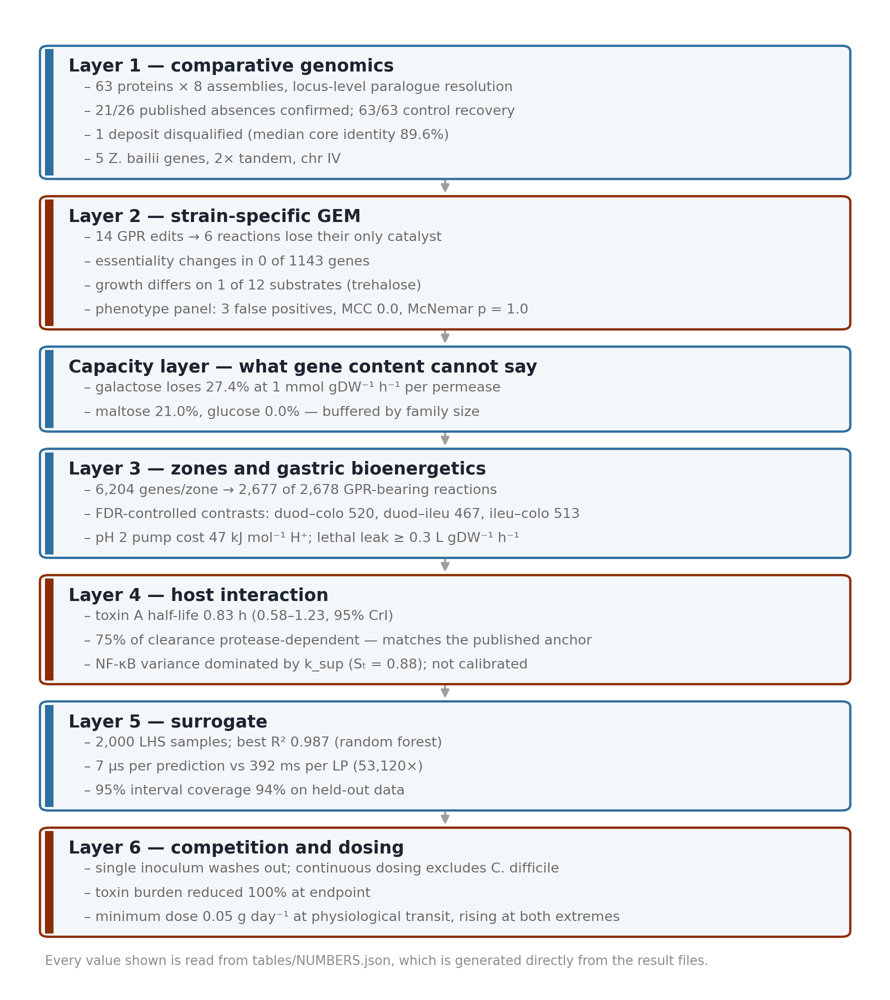 Layer 1 — comparative genomics
– 63 proteins × 8 assemblies, locus-level paralogue resolution
– 21/26 published absences confirmed; 63/63 control recovery
– 1 deposit disqualified (median core identity 89.6%)
– 5 Z. bailii genes, 2× tandem, chr IV
Layer 2 — strain-specific GEM
– 14 GPR edits → 6 reactions lose their only catalyst
– essentiality changes in 0 of 1143 genes
– growth differs on 1 of 12 substrates (trehalose)
– phenotype panel: 3 false positives, MCC 0.0, McNemar p = 1.0
Capacity layer — what gene content cannot say
– galactose loses 27.4% at 1 mmol gDW⁻¹ h⁻¹ per permease
– maltose 21.0%, glucose 0.0% — buffered by family size
Layer 3 — zones and gastric bioenergetics
– 6,204 genes/zone → 2,677 of 2,678 GPR-bearing reactions
– FDR-controlled contrasts: duod–colo 520, duod–ileu 467, ileu–colo 513
– pH 2 pump cost 47 kJ mol⁻¹ H⁺; lethal leak ≥ 0.3 L gDW⁻¹ h⁻¹
Layer 4 — host interaction
– toxin A half-life 0.83 h (0.58–1.23, 95% CrI)
– 75% of clearance protease-dependent — matches the published anchor
– NF-κB variance dominated by k_sup (Sₜ = 0.88); not calibrated
Layer 5 — surrogate
– 2,000 LHS samples; best R² 0.987 (random forest)
– 7 µs per prediction vs 392 ms per LP (53,120×)
– 95% interval coverage 94% on held-out data
Layer 6 — competition and dosing
– single inoculum washes out; continuous dosing excludes C. difficile
– toxin burden reduced 100% at endpoint
– minimum dose 0.05 g day⁻¹ at physiological transit, rising at both extremes
Every value shown is read from tables/NUMBERS.json, which is generated directly from the result files.